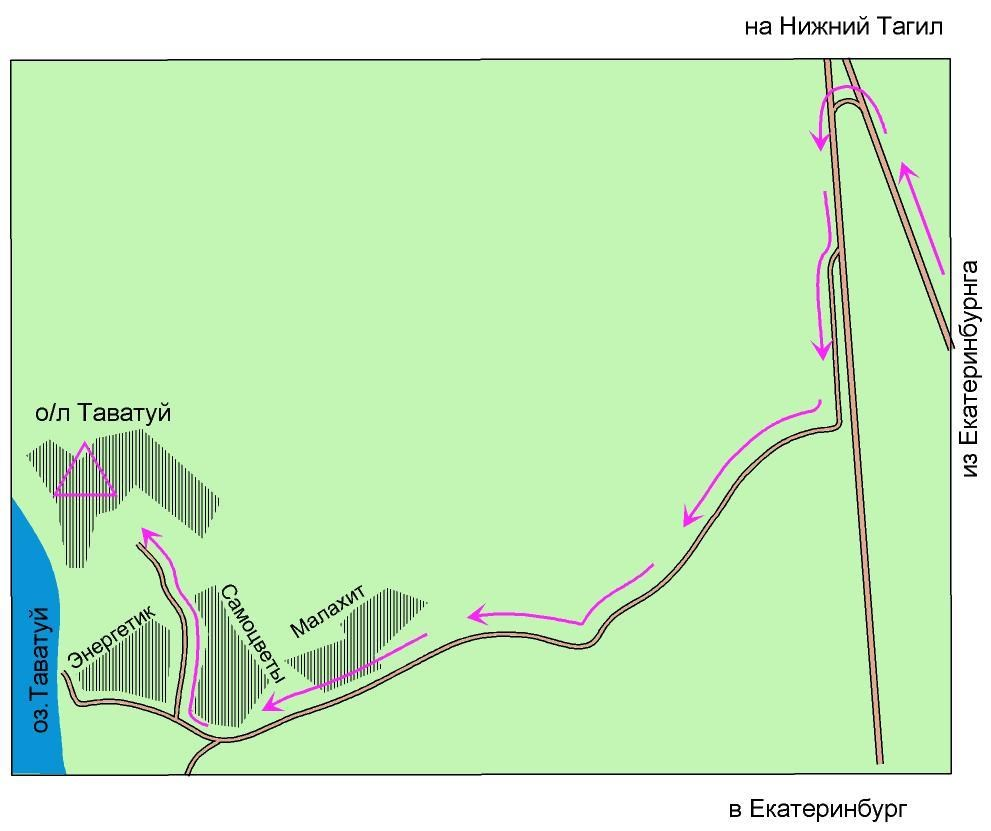 на Нижний Тагил
из Екатеринбурнга
о/л Таватуй
Самоцветы
Малахит
Энергетик
оз.Таватуй
в Екатеринбург